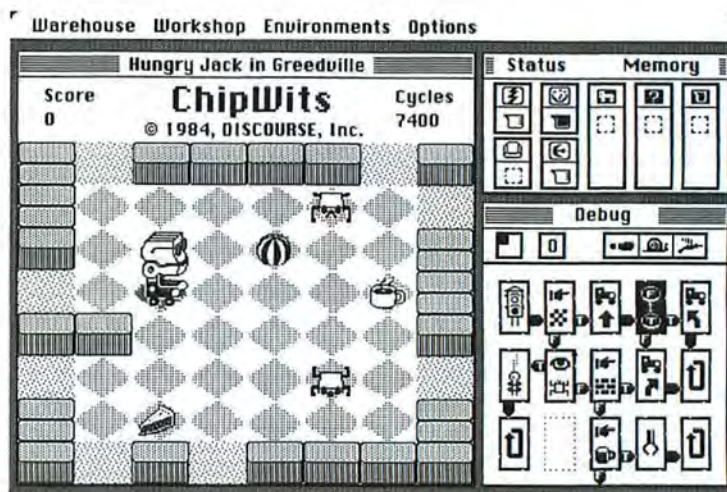 Warehouse Workshop Environments Options
Hungry Jack in Greedville
Score
0
ChipWits
© 1984, DISCOURSE, Inc.
Cycles
7400
Status Memory
Debug
0